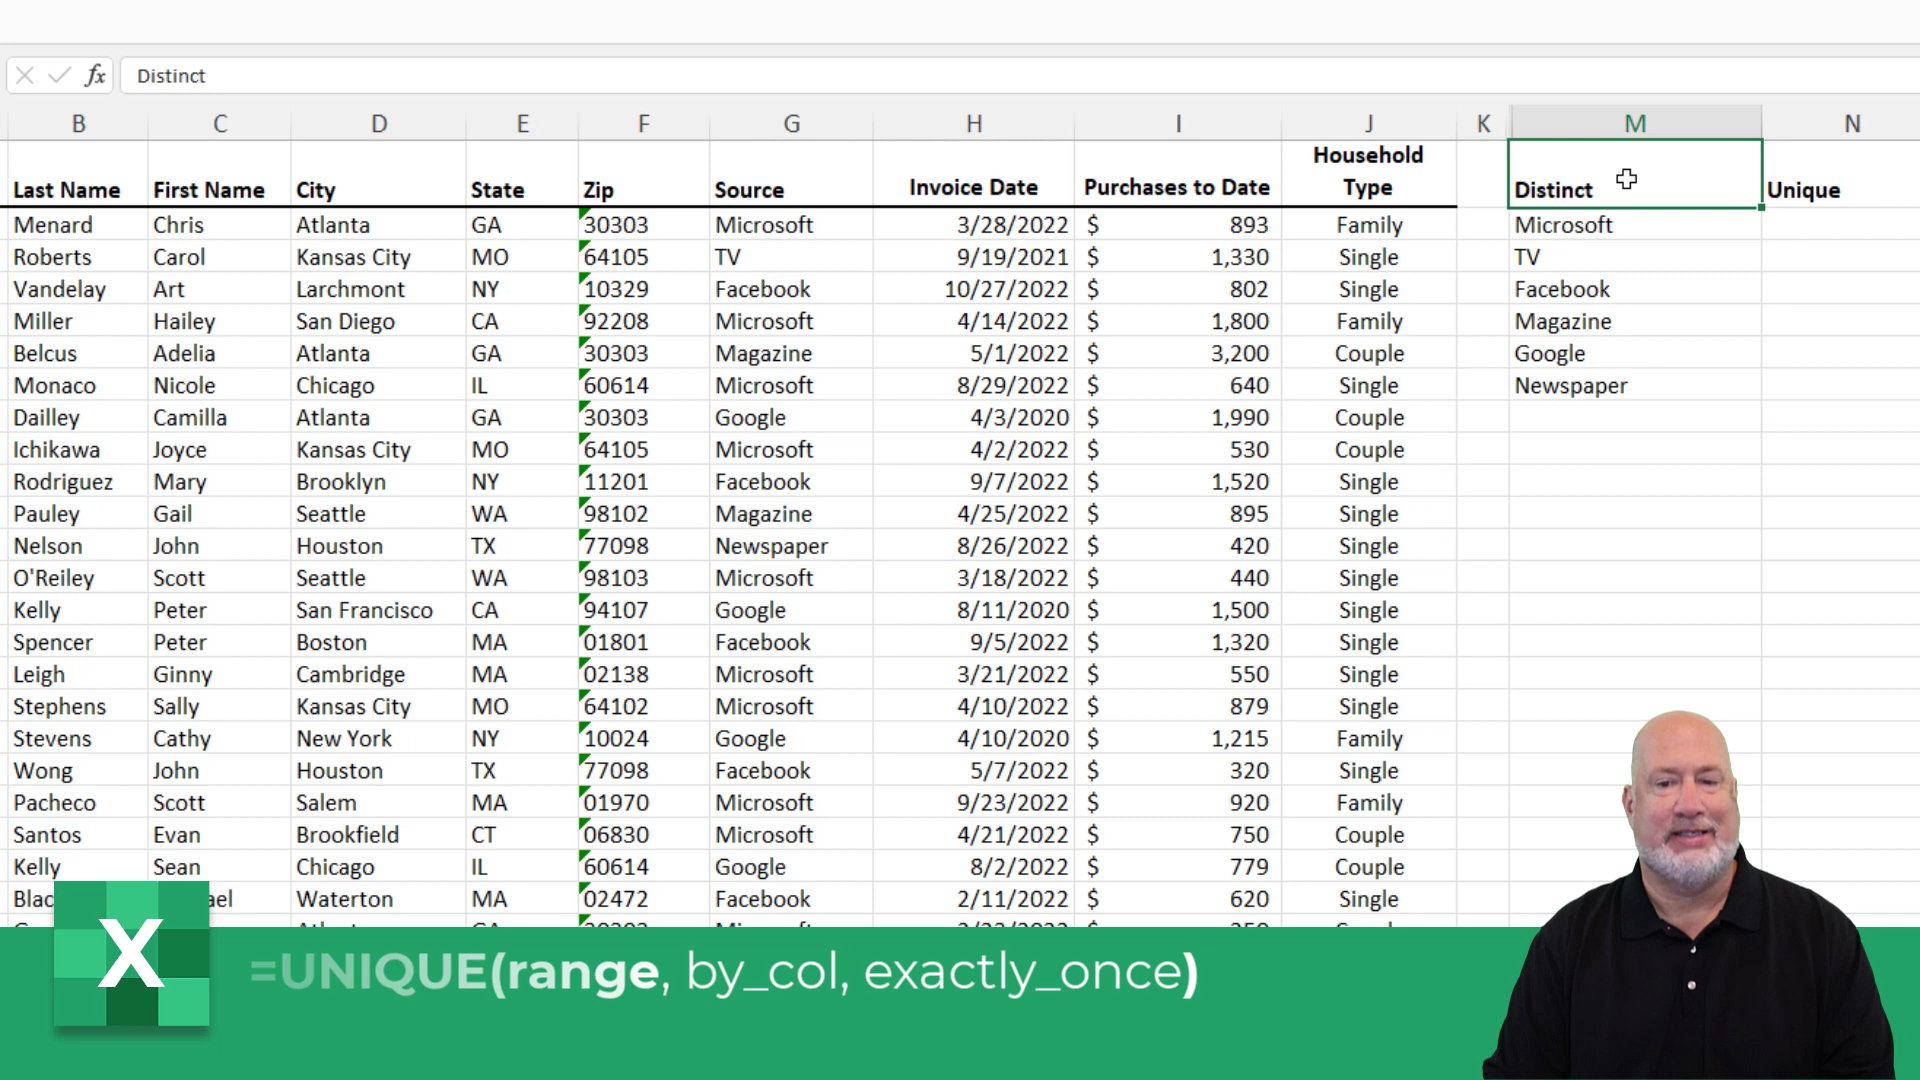 fx Distinct
B C D E F G H I J K M N
Last Name First Name City State Zip Source Invoice Date Purchases to Date Household Type Distinct Unique
Menard Chris Atlanta GA 30303 Microsoft 3/28/2022 $ 893 Family Microsoft
Roberts Carol Kansas City MO 64105 TV 9/19/2021 $ 1,330 Single TV
Vandelay Art Larchmont NY 10329 Facebook 10/27/2022 $ 802 Single Facebook
Miller Hailey San Diego CA 92208 Microsoft 4/14/2022 $ 1,800 Family Magazine
Belcus Adelia Atlanta GA 30303 Magazine 5/1/2022 $ 3,200 Couple Google
Monaco Nicole Chicago IL 60614 Microsoft 8/29/2022 $ 640 Single Newspaper
Dailley Camilla Atlanta GA 30303 Google 4/3/2020 $ 1,990 Couple
Ichikawa Joyce Kansas City MO 64105 Microsoft 4/2/2022 $ 530 Couple
Rodriguez Mary Brooklyn NY 11201 Facebook 9/7/2022 $ 1,520 Single
Pauley Gail Seattle WA 98102 Magazine 4/25/2022 $ 895 Single
Nelson John Houston TX 77098 Newspaper 8/26/2022 $ 420 Single
O'Reiley Scott Seattle WA 98103 Microsoft 3/18/2022 $ 440 Single
Kelly Peter San Francisco CA 94107 Google 8/11/2020 $ 1,500 Single
Spencer Peter Boston MA 01801 Facebook 9/5/2022 $ 1,320 Single
Leigh Ginny Cambridge MA 02138 Microsoft 3/21/2022 $ 550 Single
Stephens Sally Kansas City MO 64102 Microsoft 4/10/2022 $ 879 Single
Stevens Cathy New York NY 10024 Google 4/10/2020 $ 1,215 Family
Wong John Houston TX 77098 Facebook 5/7/2022 $ 320 Single
Pacheco Scott Salem MA 01970 Microsoft 9/23/2022 $ 920 Family
Santos Evan Brookfield CT 06830 Microsoft 4/21/2022 $ 750 Couple
Kelly Sean Chicago IL 60614 Google 8/2/2022 $ 779 Couple
Waterton MA 02472 Facebook 2/11/2022 $ 620 Single
X
=UNIQUE(range, by_col, exactly_once)